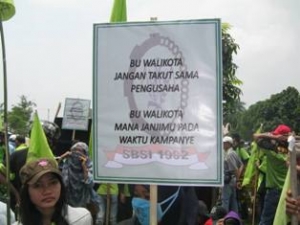 BU WALIKOTA
JANGAN TAKUT SAMA
PENGUSAHA
BU WALIKOTA
MANA JANJIMU PADA
WAKTU KAMPANYE
SBSI 1992